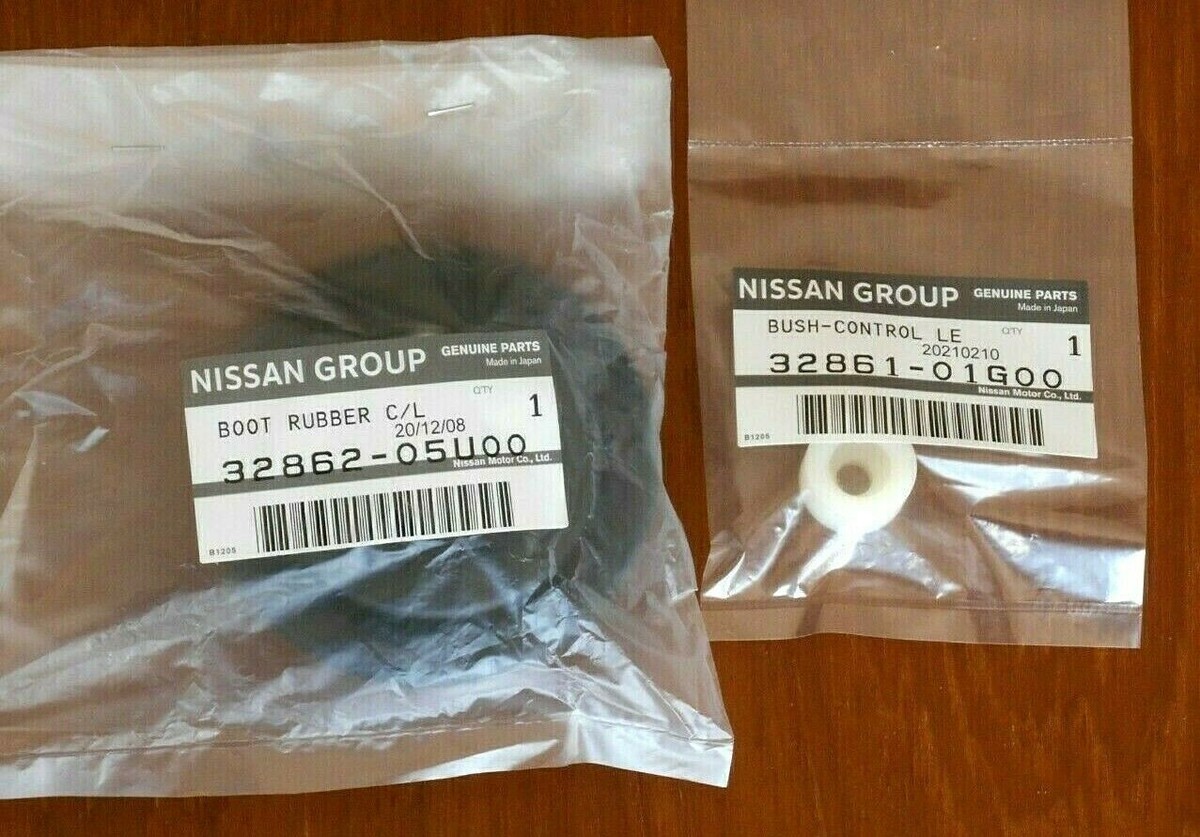 NISSAN GROUP GENUINE PARTS
Made in Japan
BOOT RUBBER C/L Q'TY 1
20/12/08
32862-05U00
Nissan Motor Co., Ltd.
B1205
NISSAN GROUP GENUINE PARTS
Made in Japan
BUSH-CONTROL LE Q'TY 1
20210210
32861-01G00
Nissan Motor Co., Ltd.
B1205